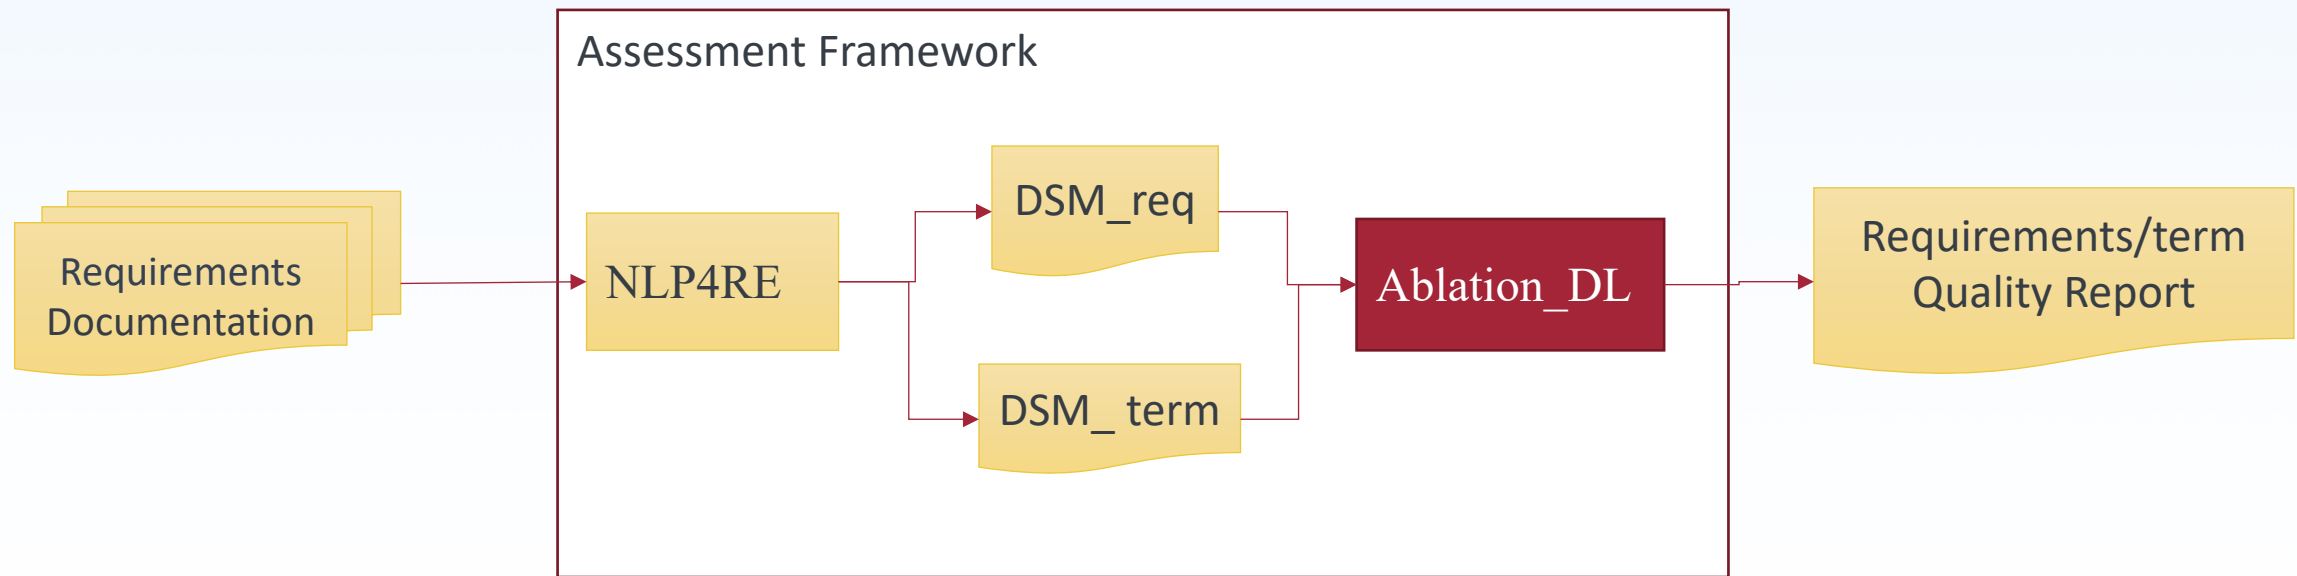 Assessment Framework
Requirements
Documentation
NLP4RE
DSM_req
DSM_ term
Ablation_DL
Requirements/term
Quality Report